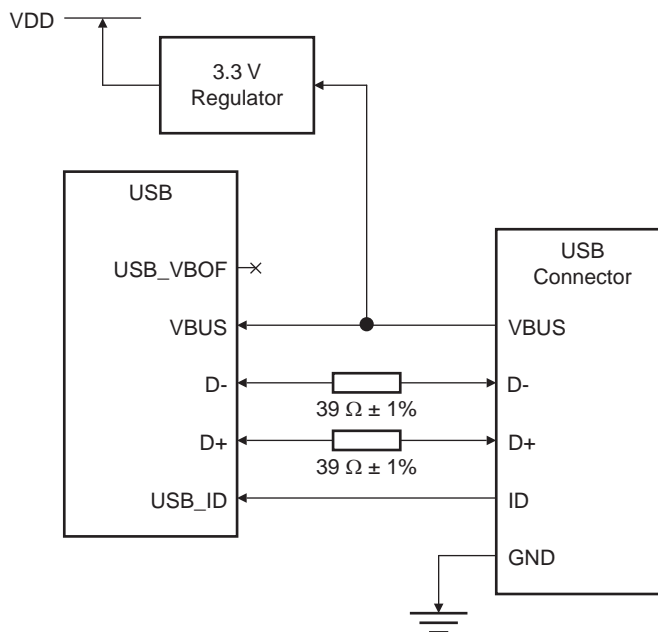 VDD
3.3 V
Regulator
USB
USB_VBOF
VBUS
D-
D+
USB_ID
39 Ω ± 1%
39 Ω ± 1%
USB
Connector
VBUS
D-
D+
ID
GND